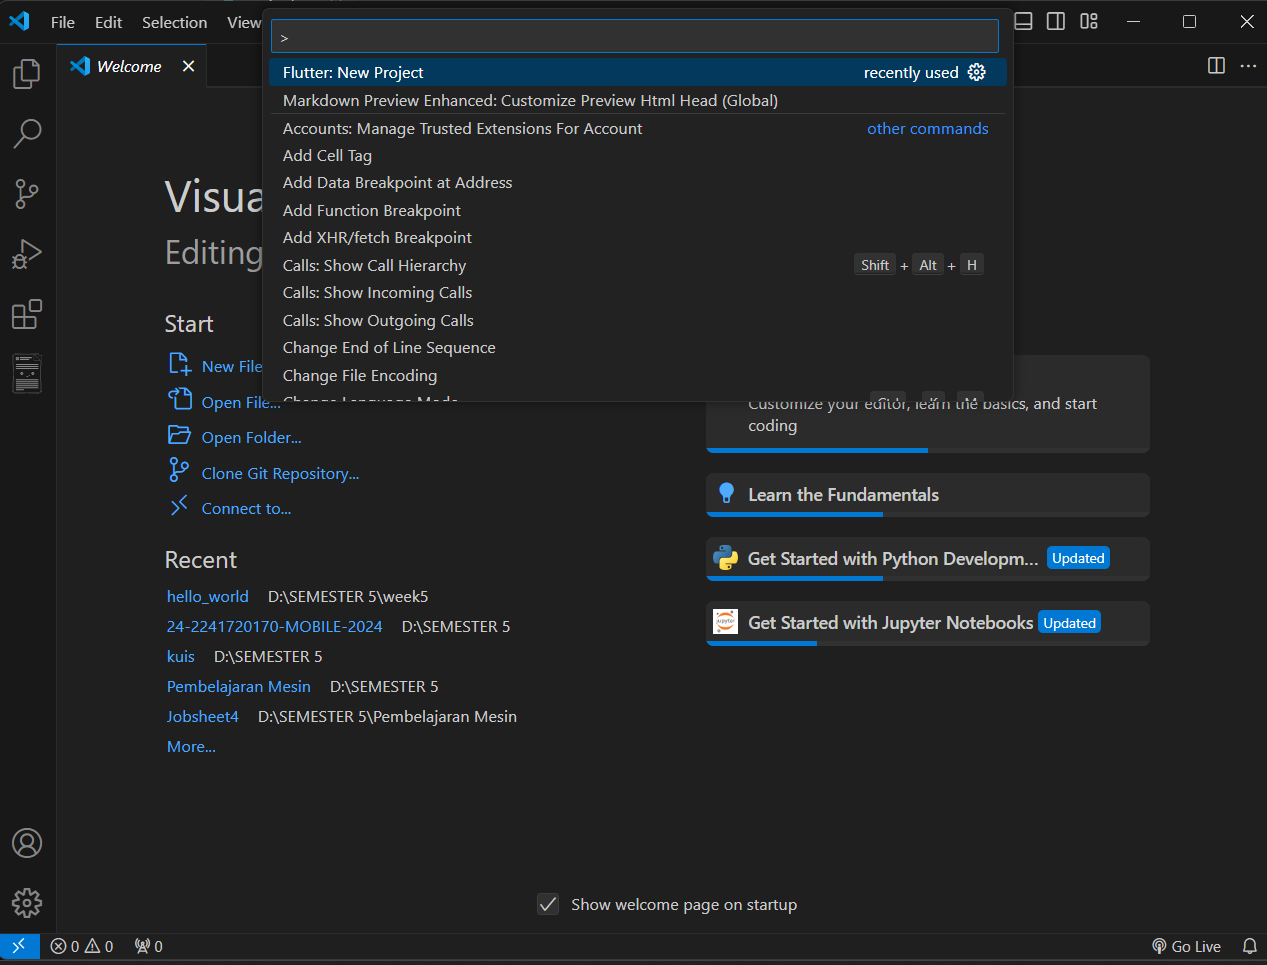 File Edit Selection View
>
Welcome
Flutter: New Project recently used
Markdown Preview Enhanced: Customize Preview Html Head (Global)
Accounts: Manage Trusted Extensions For Account other commands
Add Cell Tag
Add Data Breakpoint at Address
Add Function Breakpoint
Add XHR/fetch Breakpoint
Calls: Show Call Hierarchy Shift + Alt + H
Calls: Show Incoming Calls
Calls: Show Outgoing Calls
Change End of Line Sequence
Change File Encoding
Change Language Mode
Visua
Editing
Start
New File
Open File...
Open Folder...
Clone Git Repository...
Connect to...
Recent
hello_world D:\SEMESTER 5\week5
24-2241720170-MOBILE-2024 D:\SEMESTER 5
kuis D:\SEMESTER 5
Pembelajaran Mesin D:\SEMESTER 5
Jobsheet4 D:\SEMESTER 5\Pembelajaran Mesin
More...
Customize your editor, learn the basics, and start
coding
Learn the Fundamentals
Get Started with Python Developm... Updated
Get Started with Jupyter Notebooks Updated
Show welcome page on startup
0 0 0 Go Live